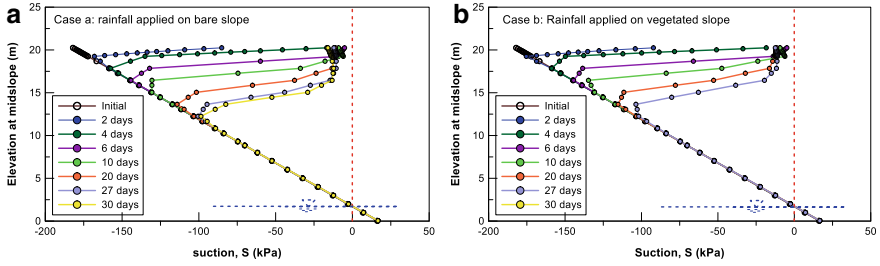 a
Case a: rainfall applied on bare slope
Elevation at midslope (m)
25
20
15
10
5
0
Initial
2 days
4 days
6 days
10 days
20 days
27 days
30 days
-200 -150 -100 -50 0 50
suction, S (kPa)
b
Case b: Rainfall applied on vegetated slope
Elevation at midslope (m)
25
20
15
10
5
0
Initial
2 days
4 days
6 days
10 days
20 days
27 days
30 days
-200 -150 -100 -50 0 50
Suction, S (kPa)